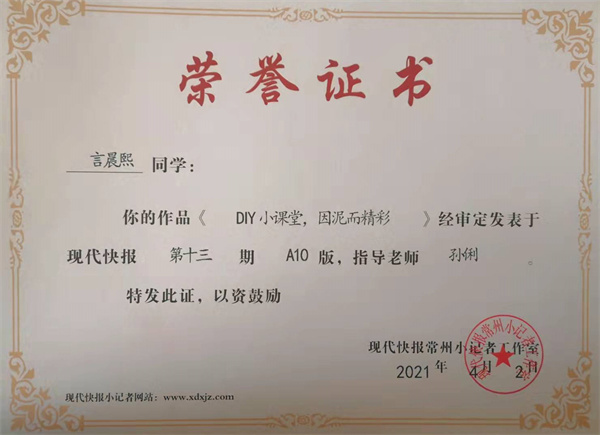 荣誉证书
言晨熙 同学：
你的作品《 DIY小课堂，因泥而精彩 》经审定发表于
现代快报 第十三 期 A10 版，指导老师 孙俐 。
特发此证，以资鼓励
现代快报常州小记者工作室
2021 年 4 月 2 日
现代快报小记者网站：www.xdxjz.com